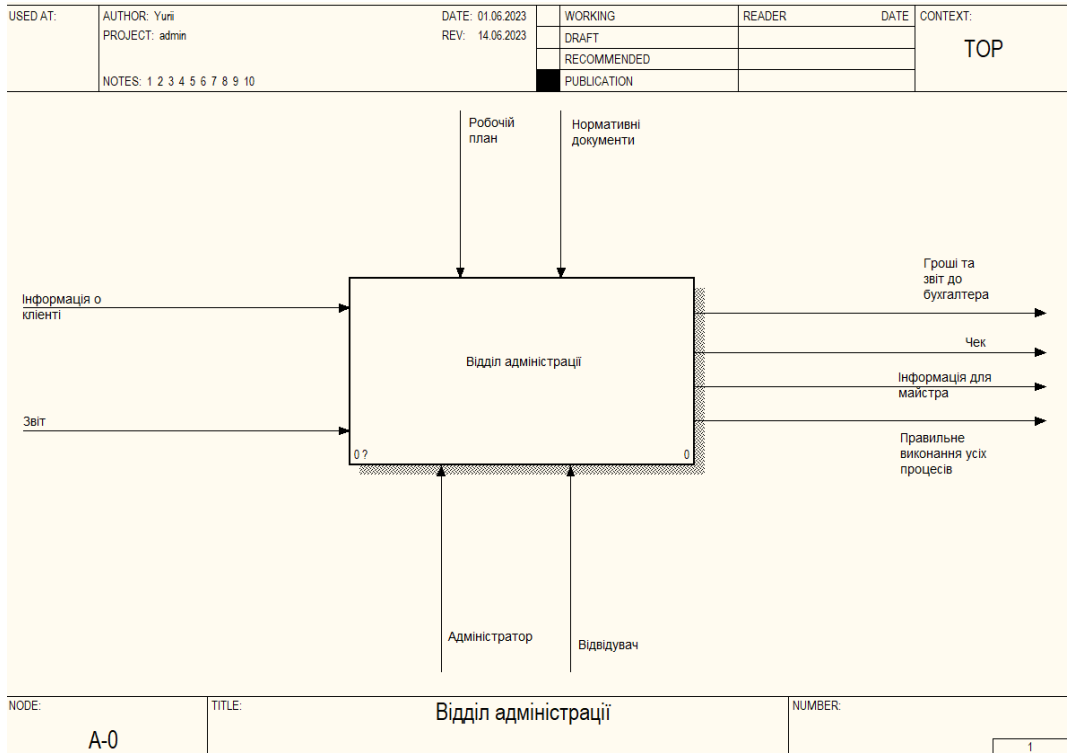 USED AT:
AUTHOR: Yurii
DATE: 01.06.2023
WORKING
READER
DATE
CONTEXT:
PROJECT: admin
REV: 14.06.2023
DRAFT
TOP
RECOMMENDED
NOTES: 1 2 3 4 5 6 7 8 9 10
PUBLICATION
Робочій
план
Нормативні
документи
Інформація о
кліенті
Звіт
Відділ адміністрації
0 ?
0
Гроші та
звіт до
бухгалтера
Чек
Інформація для
майстра
Правильне
виконання усіх
процесів
Адміністратор
Відвідувач
NODE:
A-0
TITLE:
Відділ адміністрації
NUMBER:
1